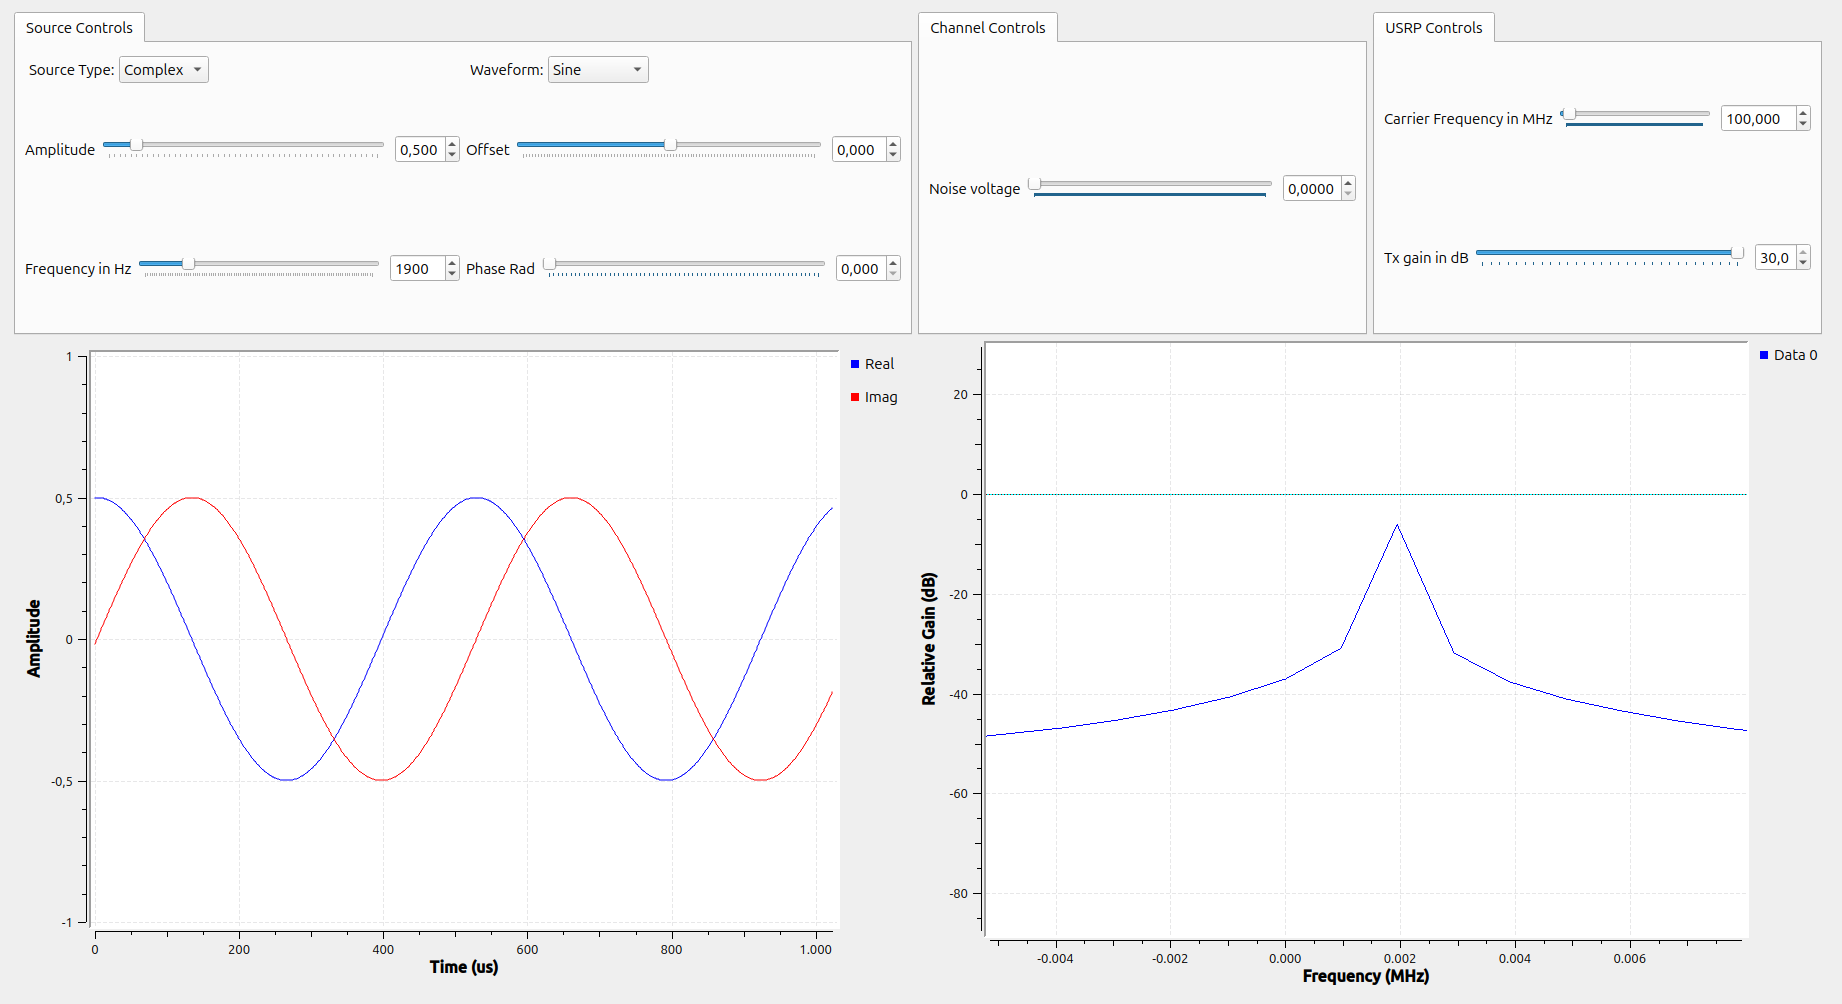 Source Controls
Source Type: Complex
Waveform: Sine
Amplitude
0,500
Offset
0,000
Frequency in Hz
1900
Phase Rad
0,000
Channel Controls
Noise voltage
0,0000
USRP Controls
Carrier Frequency in MHz
100,000
Tx gain in dB
30,0
1
0,5
0
-0,5
-1
Amplitude
0 200 400 600 800 1.000
Time (us)
Real
Imag
20
0
-20
-40
-60
-80
Relative Gain (dB)
-0.004 -0.002 0.000 0.002 0.004 0.006
Frequency (MHz)
Data 0